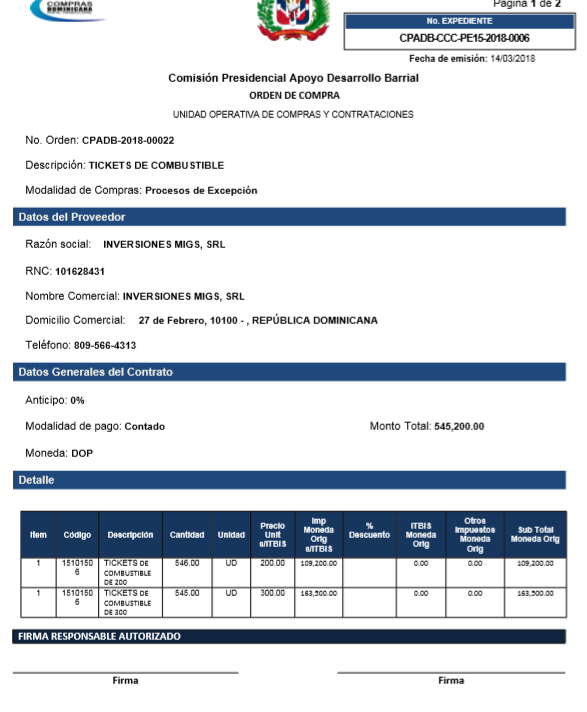 COMPRAS
DOMINICANA
Página 1 de 2
No. EXPEDIENTE
CPADB-CCC-PE15-2018-0006
Fecha de emisión: 14/03/2018
Comisión Presidencial Apoyo Desarrollo Barrial
ORDEN DE COMPRA
UNIDAD OPERATIVA DE COMPRAS Y CONTRATACIONES
No. Orden: CPADB-2018-00022
Descripción: TICKETS DE COMBUSTIBLE
Modalidad de Compras: Procesos de Excepción
Datos del Proveedor
Razón social: INVERSIONES MIGS, SRL
RNC: 101628431
Nombre Comercial: INVERSIONES MIGS, SRL
Domicilio Comercial: 27 de Febrero, 10100 - , REPÚBLICA DOMINICANA
Teléfono: 809-566-4313
Datos Generales del Contrato
Anticipo: 0%
Modalidad de pago: Contado Monto Total: 545,200.00
Moneda: DOP
Detalle
Item Código Descripción Cantidad Unidad Precio Unit s/ITBIS Imp Moneda Orig s/ITBIS % Descuento ITBIS Moneda Orig Otros Impuestos Moneda Orig Sub Total Moneda Orig
1 15101506 TICKETS DE COMBUSTIBLE DE 200 546.00 UD 200.00 109,200.00 0.00 0.00 109,200.00
1 15101506 TICKETS DE COMBUSTIBLE DE 300 545.00 UD 300.00 163,500.00 0.00 0.00 163,500.00
FIRMA RESPONSABLE AUTORIZADO
Firma Firma